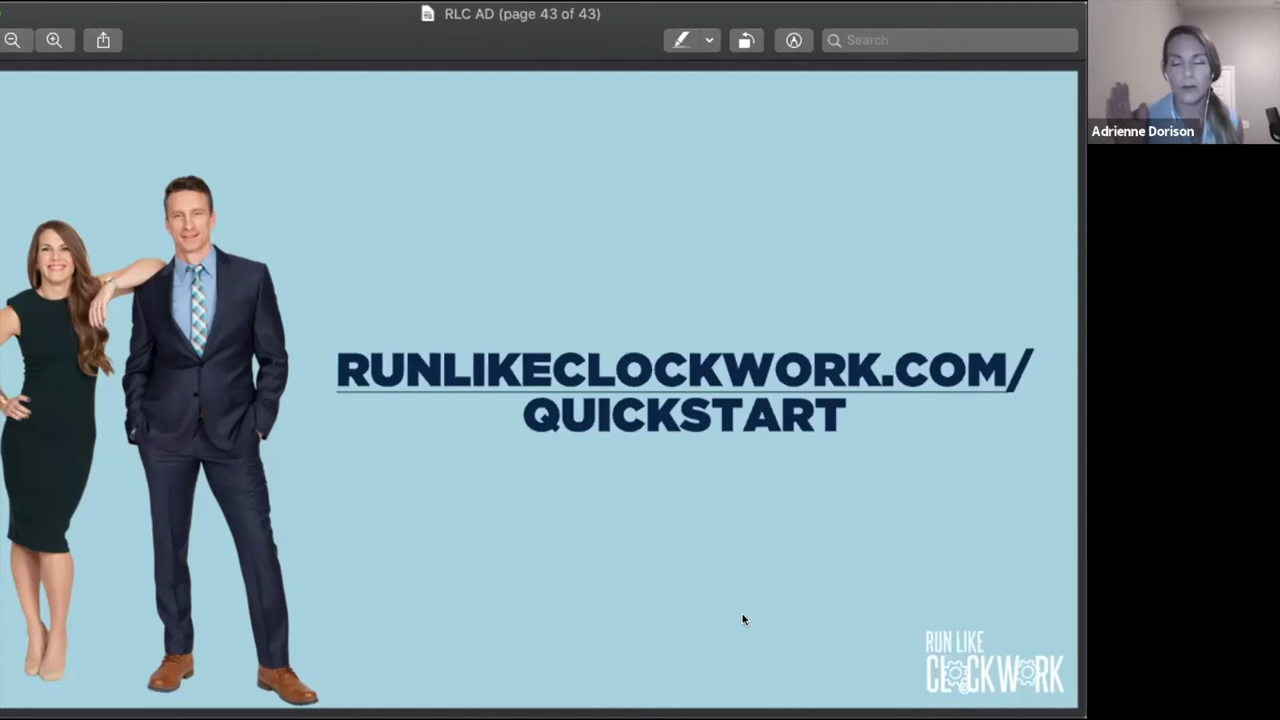 RLC AD (page 43 of 43)
Search
Adrienne Dorison
RUNLIKECLOCKWORK.COM/
QUICKSTART
RUN LIKE
CLOCKWORK